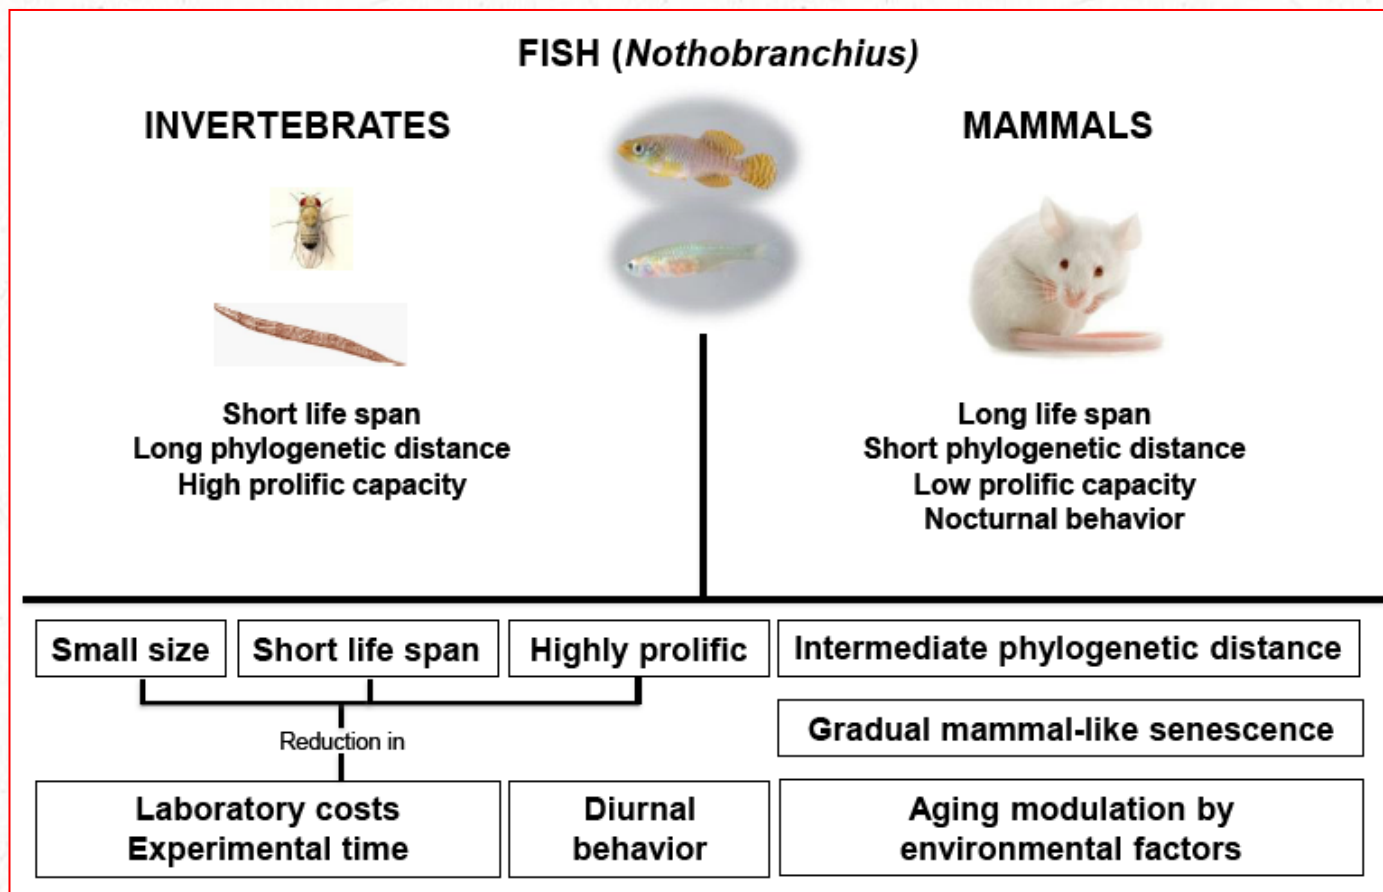 FISH (Nothobranchius)
INVERTEBRATES
MAMMALS
Short life span
Long phylogenetic distance
High prolific capacity
Long life span
Short phylogenetic distance
Low prolific capacity
Nocturnal behavior
Small size
Short life span
Highly prolific
Intermediate phylogenetic distance
Gradual mammal-like senescence
Reduction in
Laboratory costs
Experimental time
Diurnal
behavior
Aging modulation by
environmental factors